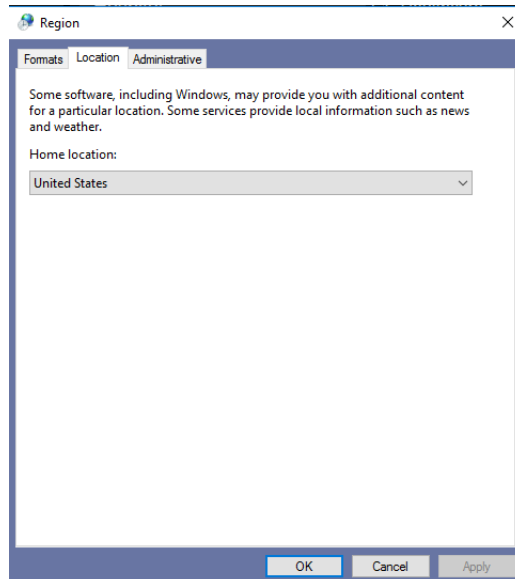 Region
Formats Location Administrative
Some software, including Windows, may provide you with additional content
for a particular location. Some services provide local information such as news
and weather.
Home location:
United States
OK Cancel Apply